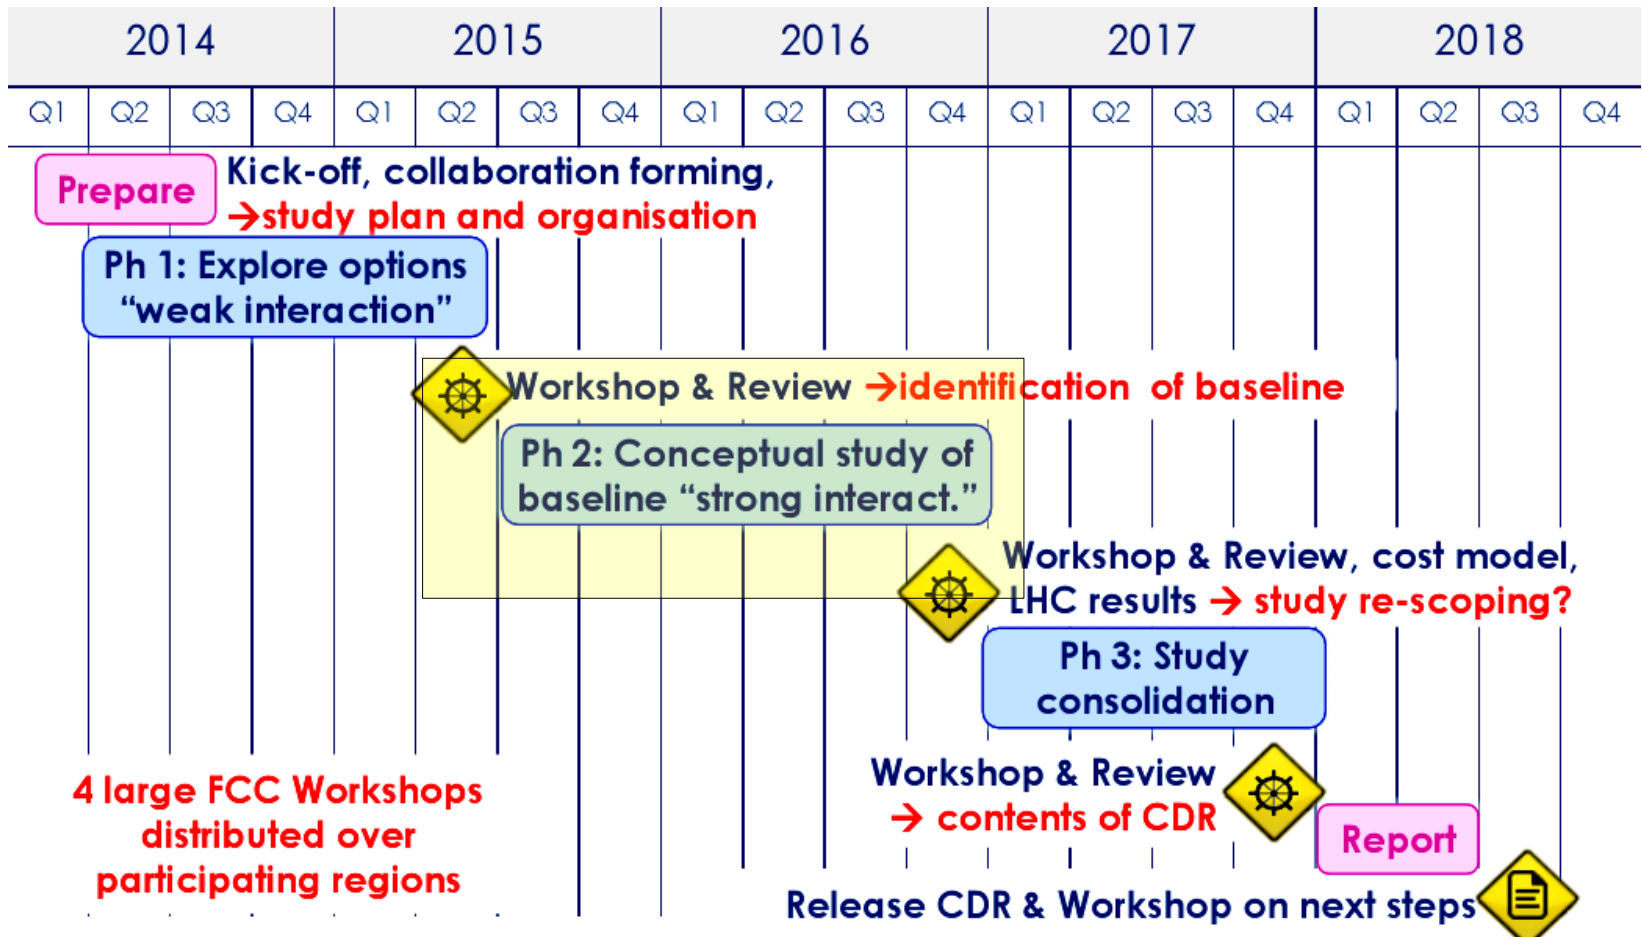 2014 2015 2016 2017 2018
Q1 Q2 Q3 Q4 Q1 Q2 Q3 Q4 Q1 Q2 Q3 Q4 Q1 Q2 Q3 Q4 Q1 Q2 Q3 Q4
Prepare
Kick-off, collaboration forming,
→study plan and organisation
Ph 1: Explore options
“weak interaction”
Workshop & Review →identification of baseline
Ph 2: Conceptual study of
baseline “strong interact.”
Workshop & Review, cost model,
LHC results → study re-scoping?
Ph 3: Study
consolidation
Workshop & Review
→ contents of CDR
4 large FCC Workshops
distributed over
participating regions
Report
Release CDR & Workshop on next steps